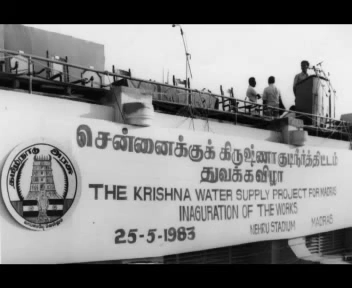 சென்னைக்குக் கிருஷ்ணா குடிநீர்த்திட்டம்
துவக்கவிழா
THE KRISHNA WATER SUPPLY PROJECT FOR MADRAS
INAGURATION OF THE WORKS
25-5-1983 NEHRU STADIUM MADRAS